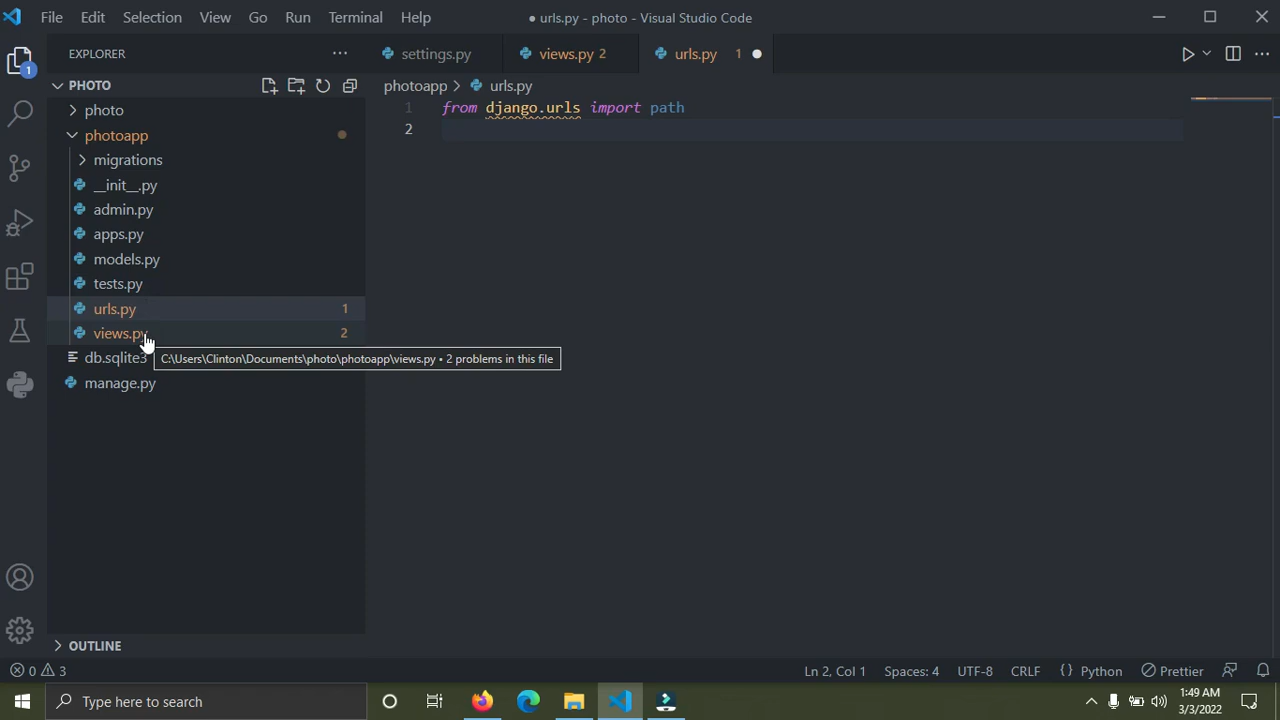 File Edit Selection View Go Run Terminal Help ● urls.py - photo - Visual Studio Code
EXPLORER ···
settings.py views.py 2 urls.py 1 ●
PHOTO
photoapp > urls.py
photo
photoapp
migrations
__init__.py
admin.py
apps.py
models.py
tests.py
urls.py 1
views.py 2
db.sqlite3
manage.py
C:\Users\Clinton\Documents\photo\photoapp\views.py • 2 problems in this file
1 from django.urls import path
2
1
OUTLINE
0 3 Ln 2, Col 1 Spaces: 4 UTF-8 CRLF {} Python Prettier
Type here to search
1:49 AM
3/3/2022